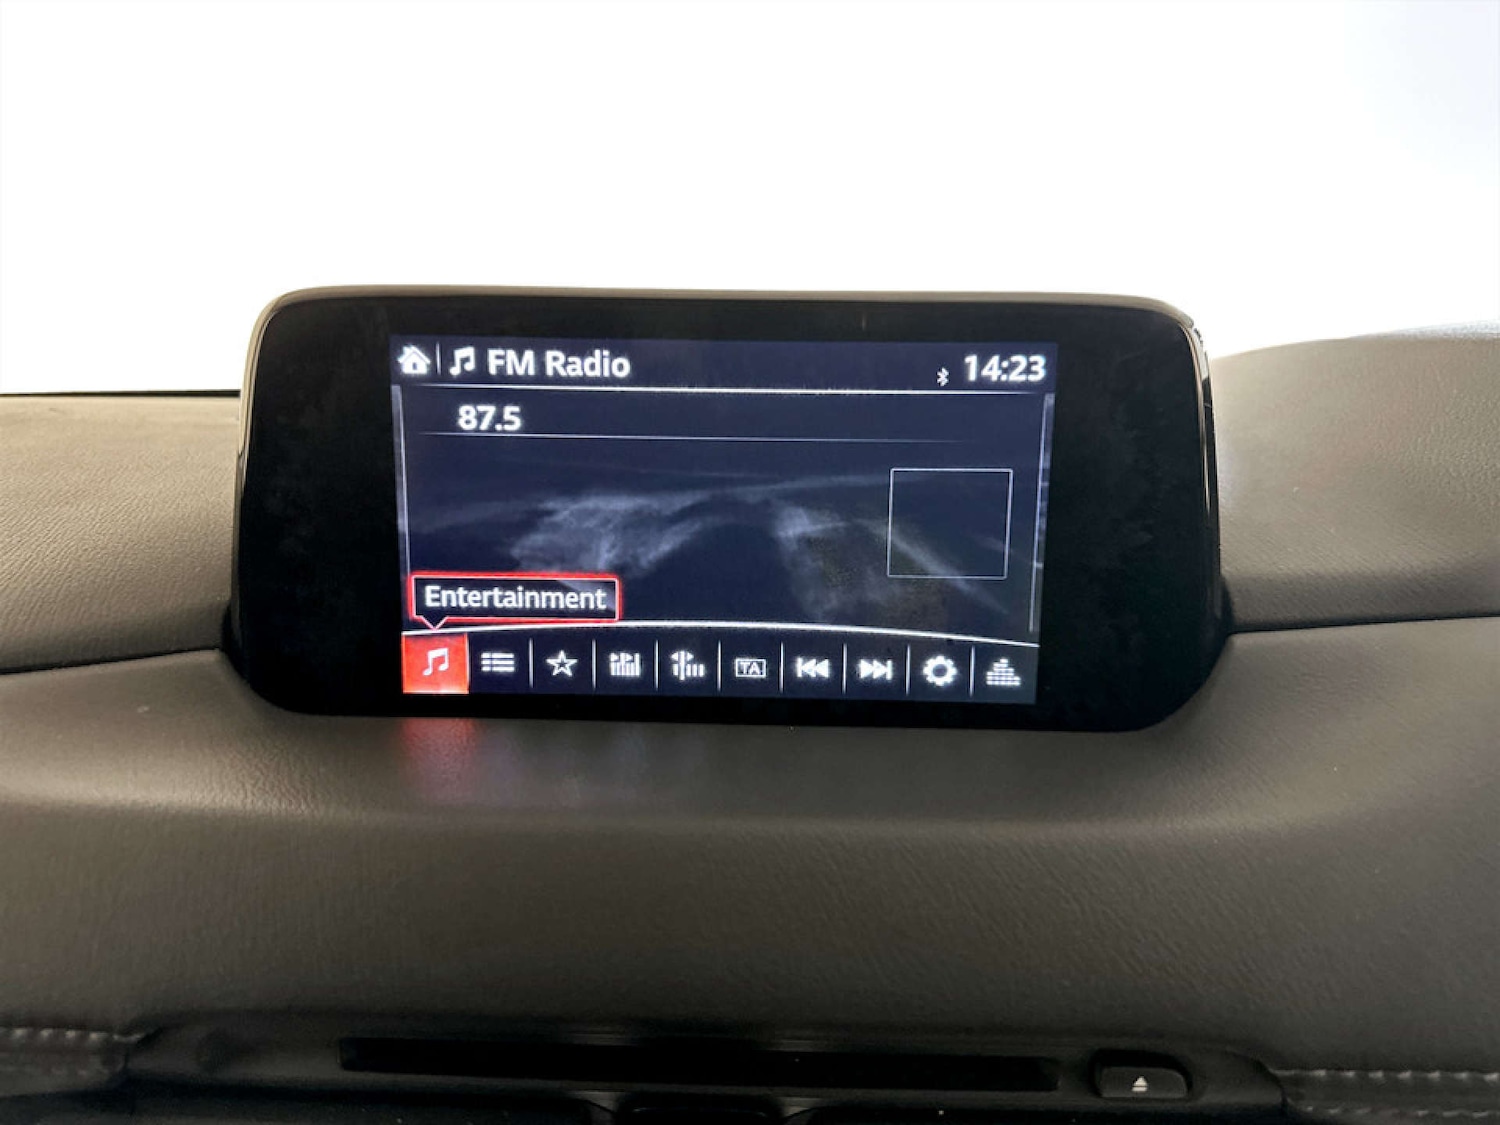 FM Radio 14:23
87.5
Entertainment
TA